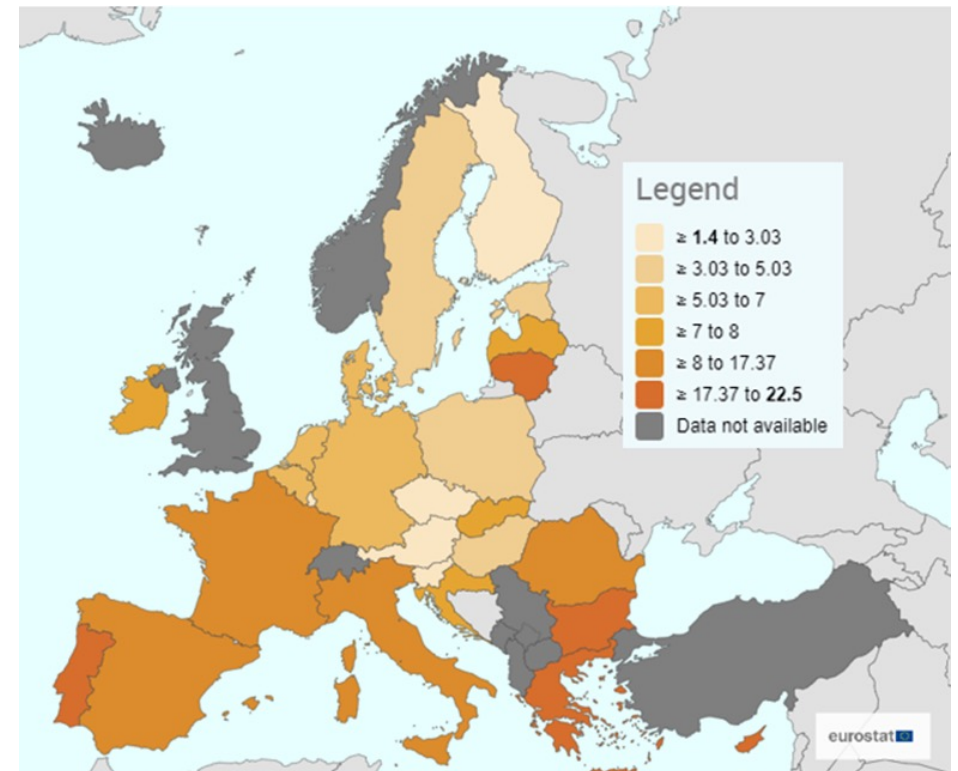 Legend
≥ 1.4 to 3.03
≥ 3.03 to 5.03
≥ 5.03 to 7
≥ 7 to 8
≥ 8 to 17.37
≥ 17.37 to 22.5
Data not available
eurostat